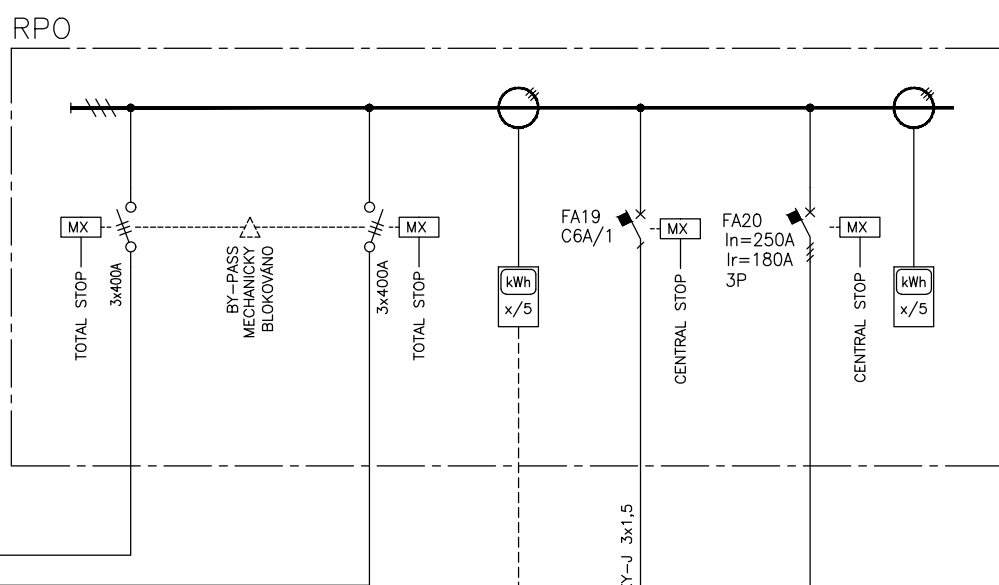 RPO
MX
TOTAL STOP
3x400A
BY-PASS
MECHANICKY
BLOKOVÁNO
3x400A
MX
TOTAL STOP
kWh
x/5
FA19
C6A/1
MX
CENTRAL STOP
FA20
In=250A
Ir=180A
3P
MX
CENTRAL STOP
kWh
x/5
Y-J 3x1,5